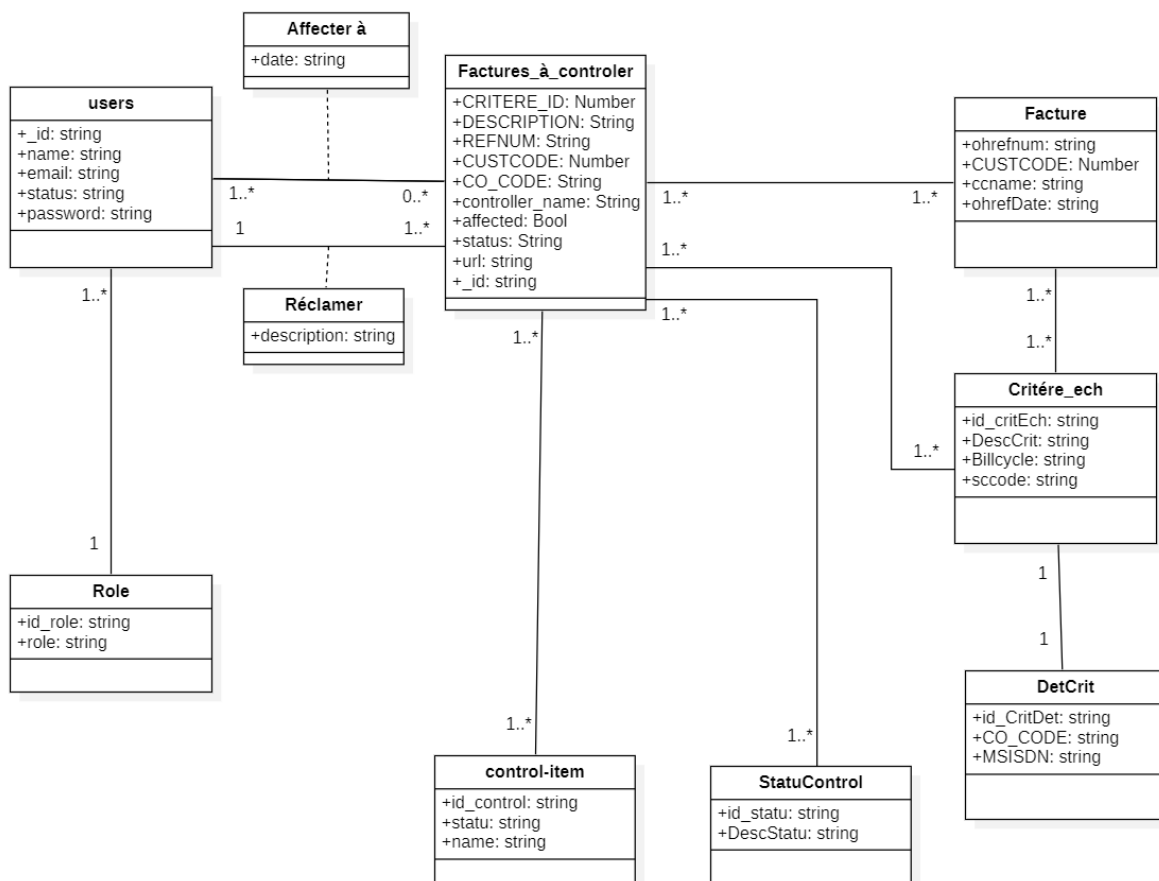 Affecter à
+date: string
users
+_id: string
+name: string
+email: string
+status: string
+password: string
Factures_à_controler
+CRITERE_ID: Number
+DESCRIPTION: String
+REFNUM: String
+CUSTCODE: Number
+CO_CODE: String
+controller_name: String
+affected: Bool
+status: String
+url: string
+_id: string
Facture
+ohrefnum: string
+CUSTCODE: Number
+ccname: string
+ohrefDate: string
1..*
0..*
1..*
1..*
1
1..*
1..*
1..*
Réclamer
+description: string
1..*
1..*
1..*
1..*
1..*
Critére_ech
+id_critEch: string
+DescCrit: string
+Billcycle: string
+sccode: string
1..*
1
1
1
Role
+id_role: string
+role: string
DetCrit
+id_CritDet: string
+CO_CODE: string
+MSISDN: string
1..*
1..*
control-item
+id_control: string
+statu: string
+name: string
StatuControl
+id_statu: string
+DescStatu: string